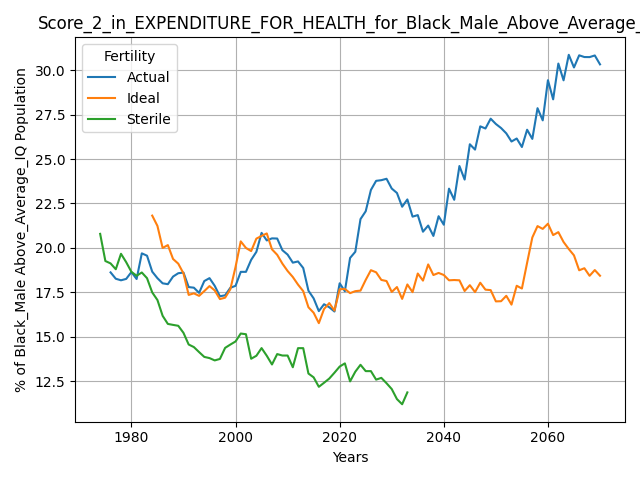 Score_2_in_EXPENDITURE_FOR_HEALTH_for_Black_Male_Above_Average_
Fertility
Actual
Ideal
Sterile
% of Black_Male Above_Average_IQ Population
30.0
27.5
25.0
22.5
20.0
17.5
15.0
12.5
1980
2000
2020
2040
2060
Years